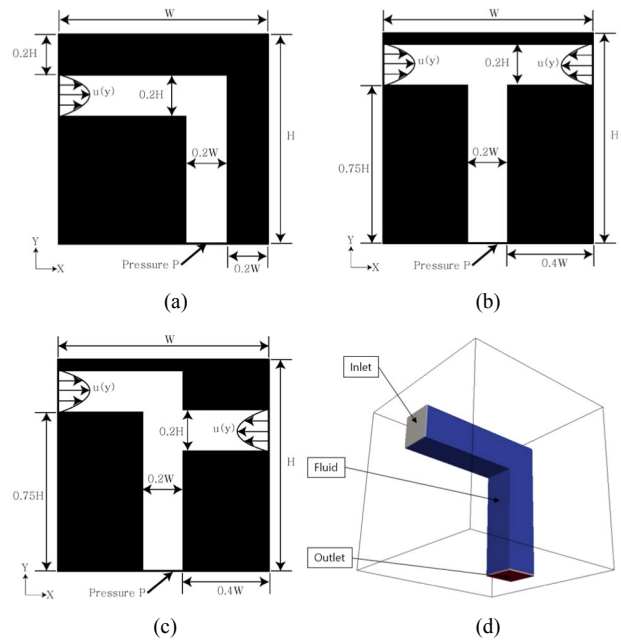 W
0.2H
u(y)
0.2H
0.2W
H
Y
X
Pressure P
0.2W
(a)
W
u(y)
0.2H
u(y)
0.2W
0.75H
H
Y
X
Pressure P
0.4W
(b)
W
u(y)
0.2H
u(y)
0.2W
0.75H
H
Y
X
Pressure P
0.4W
(c)
Inlet
Fluid
Outlet
(d)